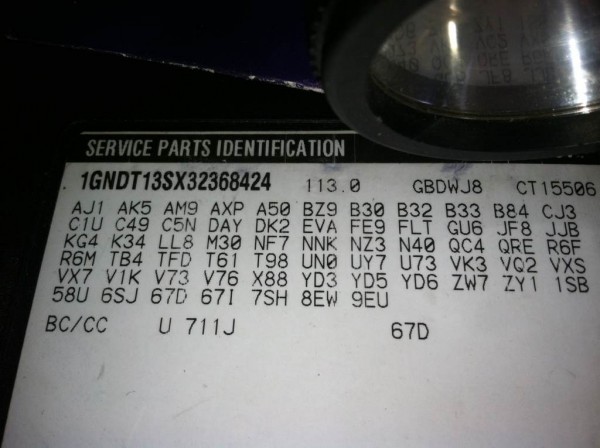 SERVICE PARTS IDENTIFICATION
1GNDT13SX32368424 113.0 GBDWJ8 CT15506
AJ1 AK5 AM9 AXP A50 BZ9 B30 B32 B33 B84 CJ3
C1U C49 C5N DAY DK2 EVA FE9 FLT GU6 JF8 JJB
KG4 K34 LL8 M30 NF7 NNK NZ3 N40 QC4 QRE R6F
R6M TB4 TFD T61 T98 UN0 UY7 U73 VK3 VQ2 VXS
VX7 V1K V73 V76 X88 YD3 YD5 YD6 ZW7 ZY1 1SB
58U 6SJ 67D 67I 7SH 8EW 9EU
BC/CC U 711J 67D